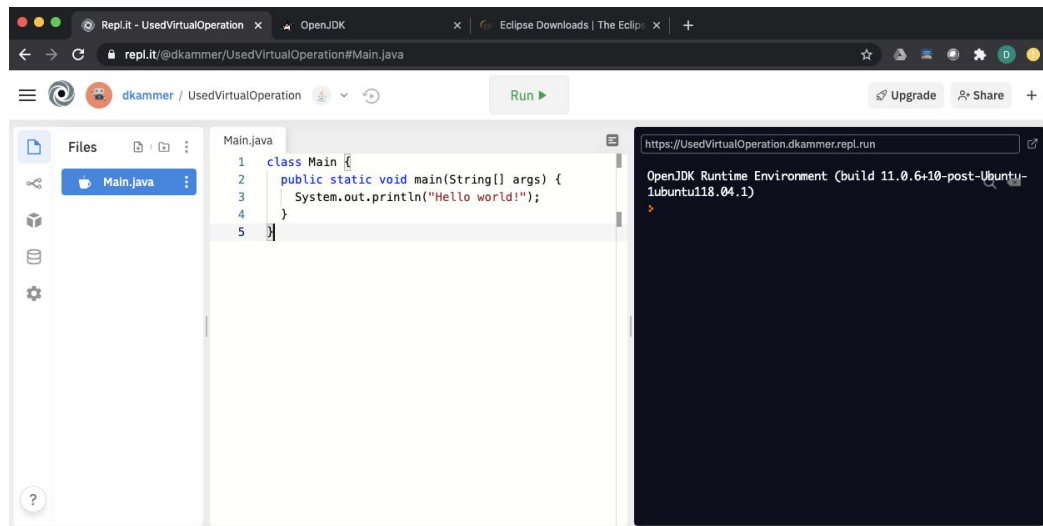 Repl.it - UsedVirtualOperation
OpenJDK
Eclipse Downloads | The Eclip
repl.it/@dkammer/UsedVirtualOperation#Main.java
D
dkammer / UsedVirtualOperation
Run
Upgrade
Share
Files
Main.java
Main.java
https://UsedVirtualOperation.dkammer.repl.run
1 class Main {
2 public static void main(String[] args) {
3 System.out.println("Hello world!");
4 }
5 }
OpenJDK Runtime Environment (build 11.0.6+10-post-Ubuntu-
1ubuntu118.04.1)
>
?